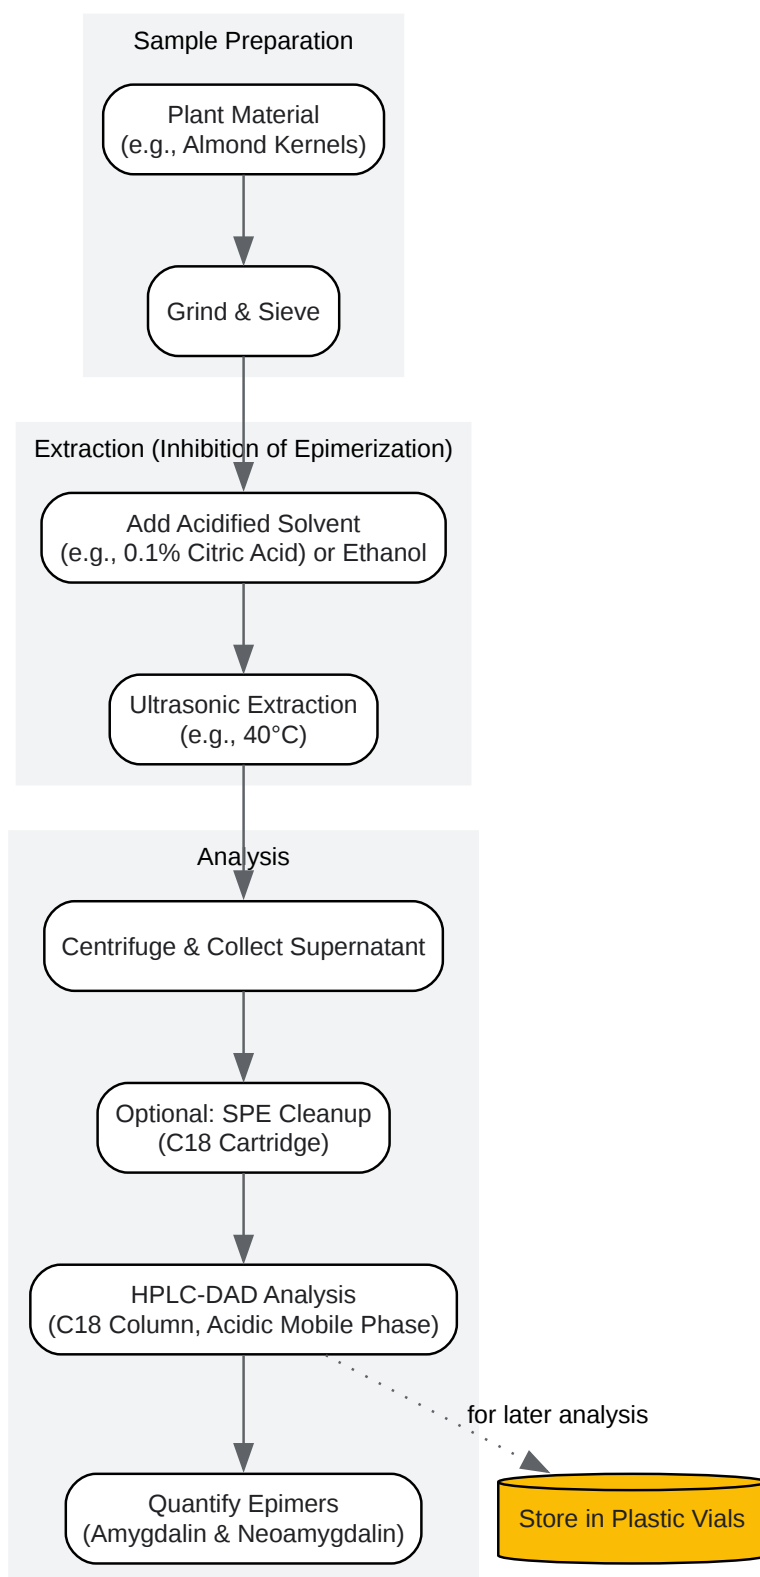 Sample Preparation
Plant Material
(e.g., Almond Kernels)
Grind & Sieve
Extraction (Inhibition of Epimerization)
Add Acidified Solvent
(e.g., 0.1% Citric Acid) or Ethanol
Ultrasonic Extraction
(e.g., 40°C)
Analysis
Centrifuge & Collect Supernatant
Optional: SPE Cleanup
(C18 Cartridge)
HPLC-DAD Analysis
(C18 Column, Acidic Mobile Phase)
for later analysis
Quantify Epimers
(Amygdalin & Neoamygdalin)
Store in Plastic Vials